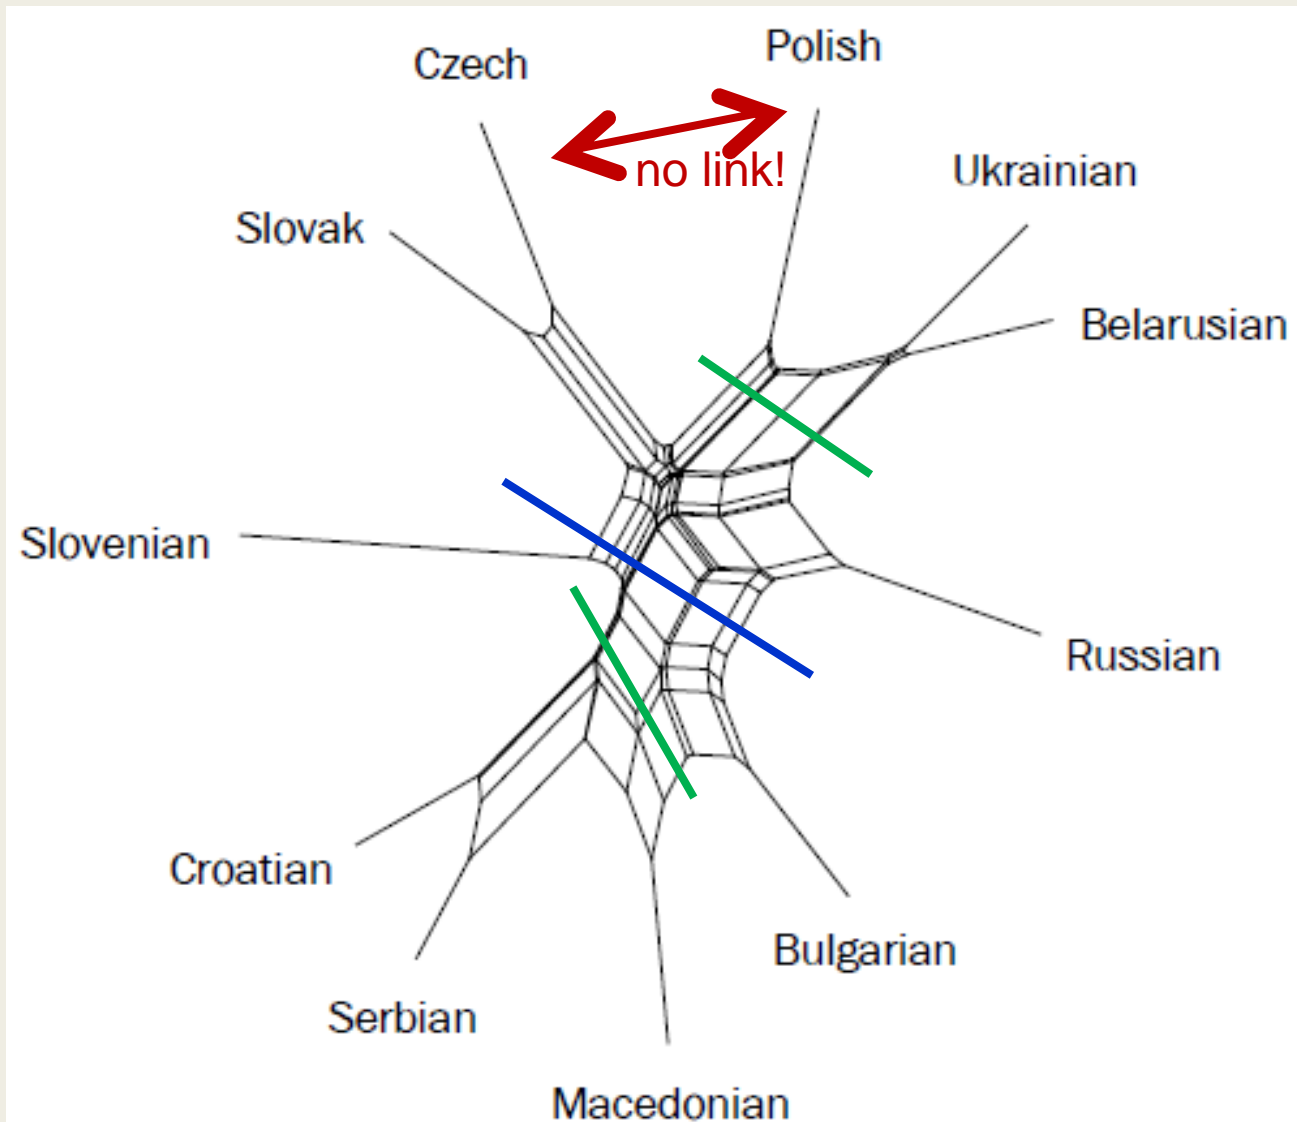 Polish
Czech
no link!
Ukrainian
Slovak
Belarusian
Slovenian
Russian
Croatian
Bulgarian
Serbian
Macedonian